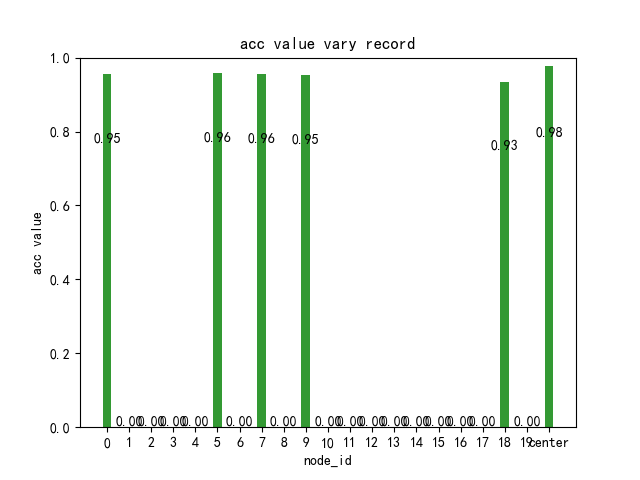 acc value vary record
acc value
1.0
0.8
0.6
0.4
0.2
0.0
0.95 0.00 0.00 0.00 0.00 0.96 0.00 0.96 0.00 0.95 0.00 0.00 0.00 0.00 0.00 0.00 0.00 0.00 0.93 0.00 0.98
0 1 2 3 4 5 6 7 8 9 10 11 12 13 14 15 16 17 18 19 center
node_id